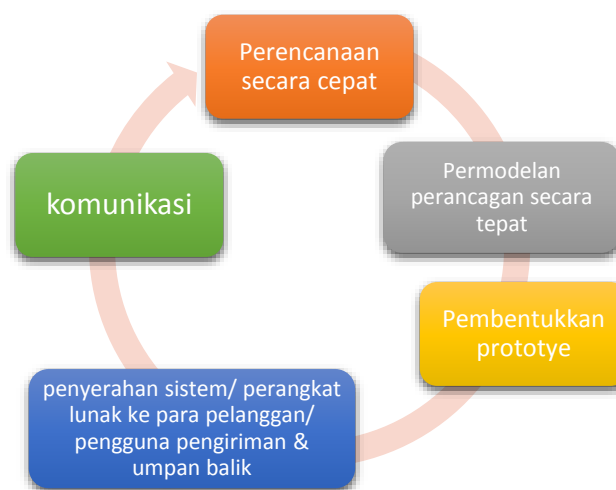 Perencanaan
secara cepat
Permodelan
perancagan secara
tepat
Pembentukkan
prototye
penyerahan sistem/ perangkat
lunak ke para pelanggan/
pengguna pengiriman &
umpan balik
komunikasi